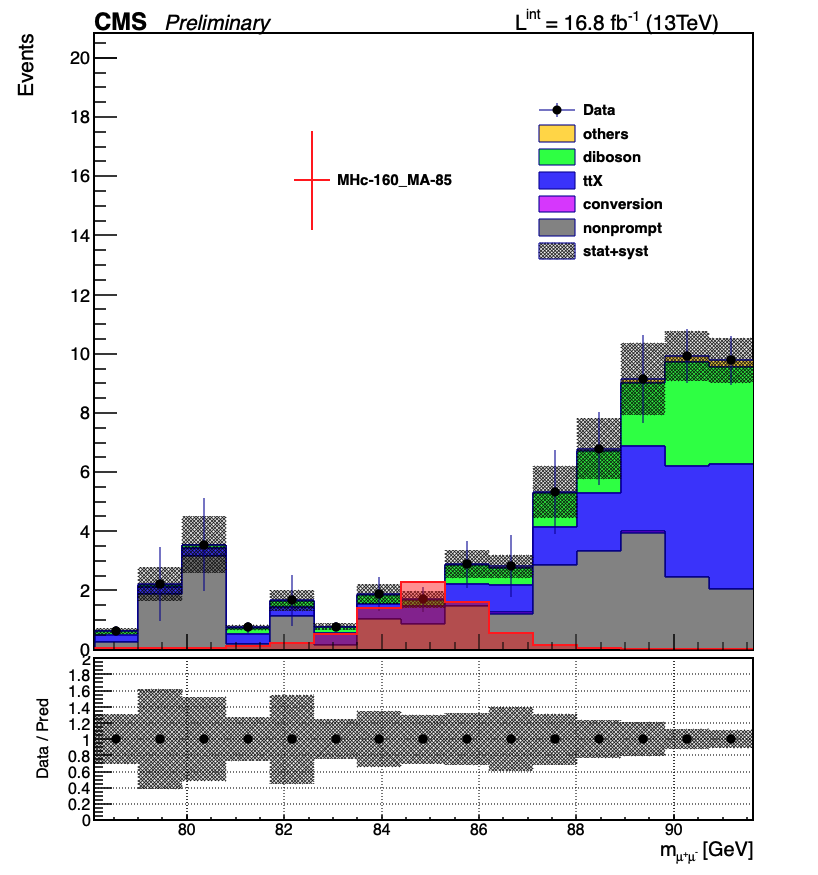 CMS Preliminary L^int = 16.8 fb^-1 (13TeV)
Events
20
18
16
14
12
10
8
6
4
2
0
MHc-160_MA-85
Data
others
diboson
ttX
conversion
nonprompt
stat+syst
Data / Pred
2
1.8
1.6
1.4
1.2
1
0.8
0.6
0.4
0.2
0
80 82 84 86 88 90
m_μ+μ- [GeV]